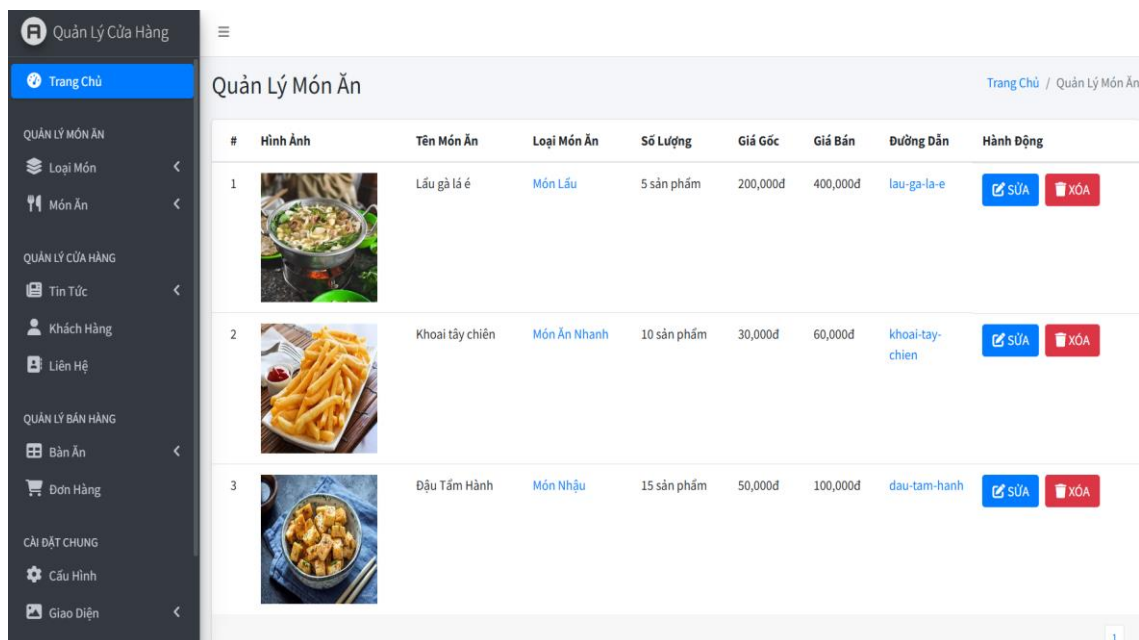 Quản Lý Cửa Hàng
Trang Chủ
QUẢN LÝ MÓN ĂN
Loại Món
Món Ăn
QUẢN LÝ CỬA HÀNG
Tin Tức
Khách Hàng
Liên Hệ
QUẢN LÝ BÁN HÀNG
Bàn Ăn
Đơn Hàng
CÀI ĐẶT CHUNG
Cấu Hình
Giao Diện
Quản Lý Món Ăn
Trang Chủ / Quản Lý Món Ăn
# Hình Ảnh Tên Món Ăn Loại Món Ăn Số Lượng Giá Gốc Giá Bán Đường Dẫn Hành Động
1 Lẩu gà lá é Món Lẩu 5 sản phẩm 200,000đ 400,000đ lau-ga-la-e SỬA XÓA
2 Khoai tây chiên Món Ăn Nhanh 10 sản phẩm 30,000đ 60,000đ khoai-tay- SỬA XÓA
chien
3 Đậu Tẩm Hành Món Nhậu 15 sản phẩm 50,000đ 100,000đ dau-tam-hanh SỬA XÓA
1